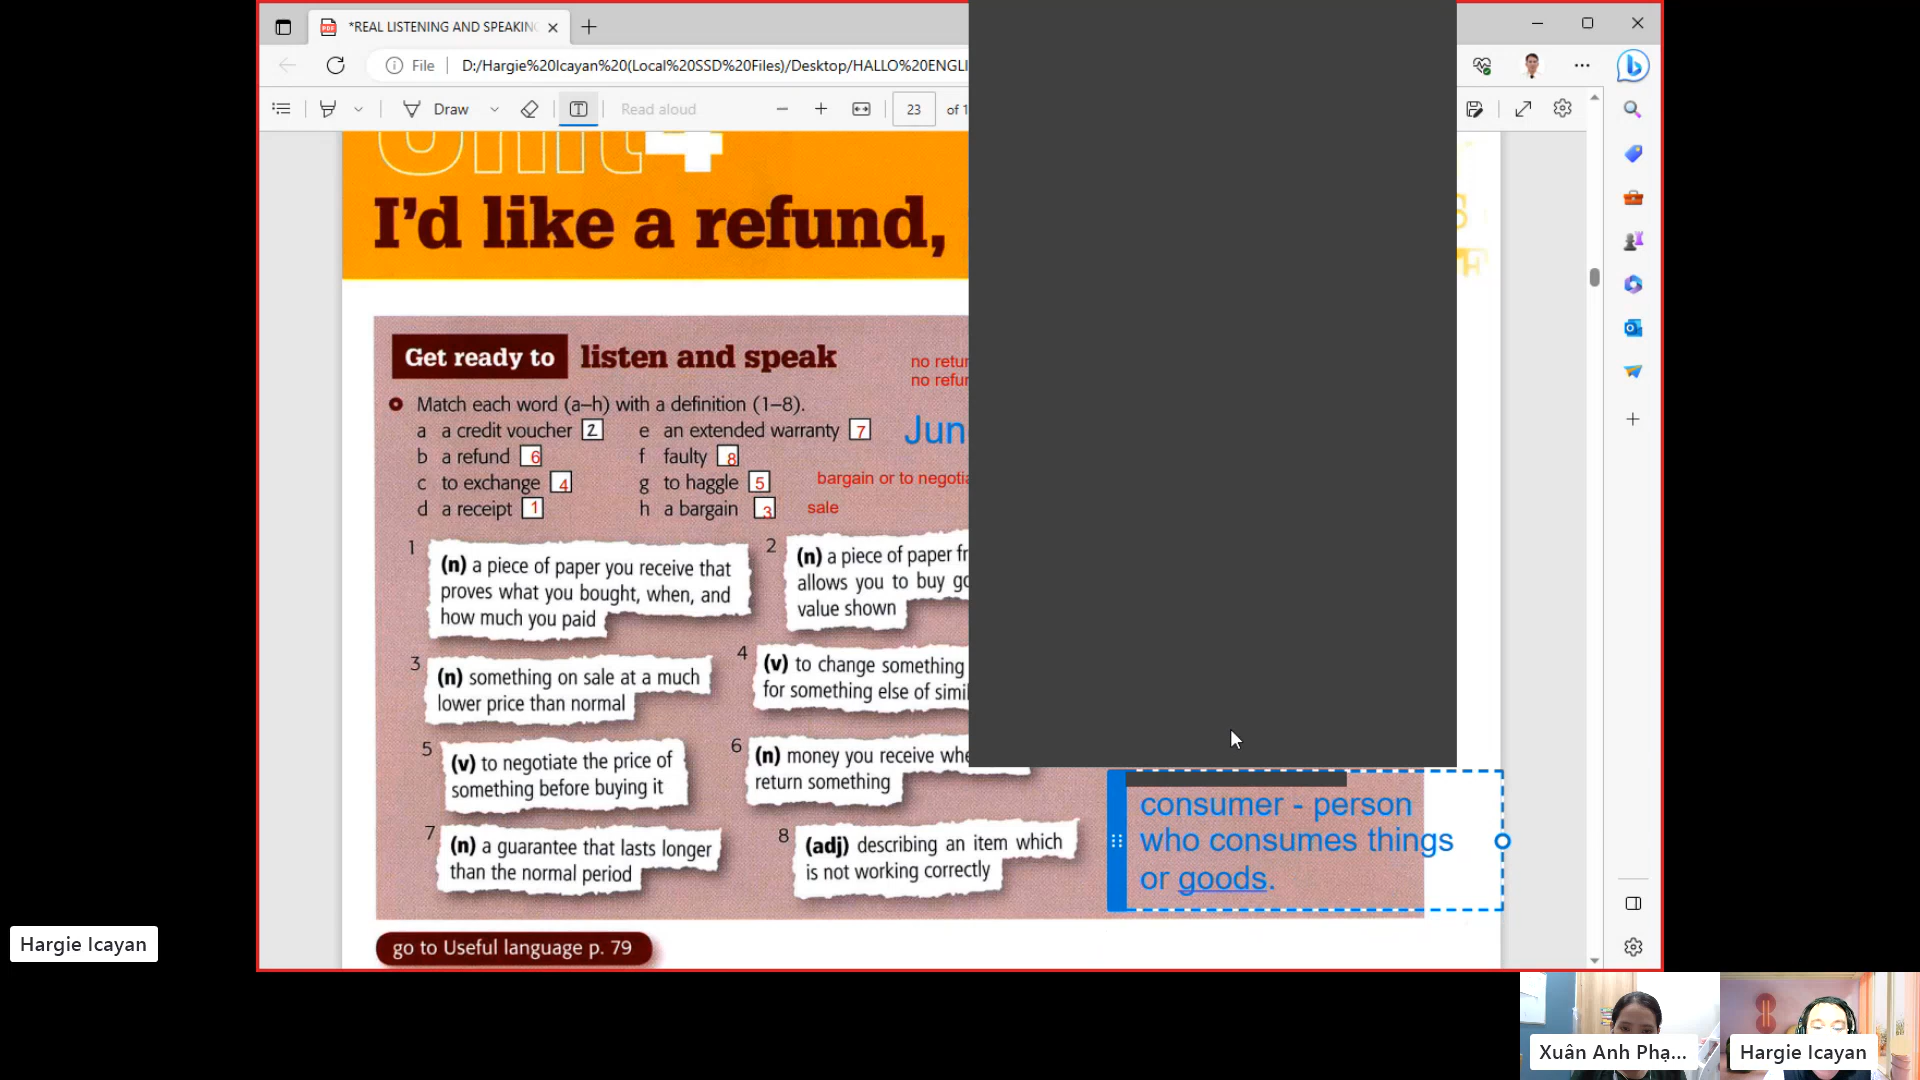 *REAL LISTENING AND SPEAKIN
File
D:/Hargie%20Icayan%20(Local%20SSD%20Files)/Desktop/HALLO%20ENGLI
Draw
Read aloud
23
of 1
Unit4
I'd like a refund,
Get ready to listen and speak
no retur
no refun
Match each word (a–h) with a definition (1–8).
a a credit voucher 2
e an extended warranty 7
Jun
b a refund 6
f faulty 8
c to exchange 4
g to haggle 5
bargain or to negotia
d a receipt 1
h a bargain 3
sale
1 (n) a piece of paper you receive that
proves what you bought, when, and
how much you paid
2 (n) a piece of paper fr
allows you to buy go
value shown
3 (n) something on sale at a much
lower price than normal
4 (v) to change something
for something else of simil
5 (v) to negotiate the price of
something before buying it
6 (n) money you receive whe
return something
7 (n) a guarantee that lasts longer
than the normal period
8 (adj) describing an item which
is not working correctly
consumer - person
who consumes things
or goods.
go to Useful language p. 79
Hargie Icayan
Xuân Anh Phạ...
Hargie Icayan